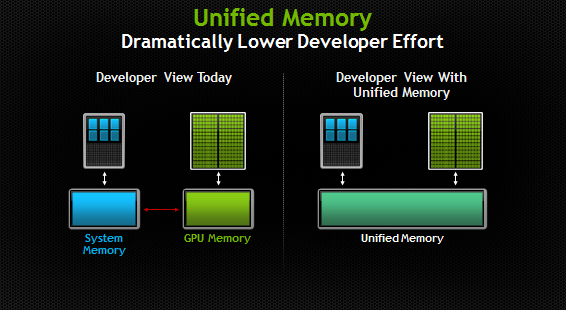 Unified Memory
Dramatically Lower Developer Effort
Developer View Today
Developer View With
Unified Memory
System
Memory
GPU Memory
Unified Memory